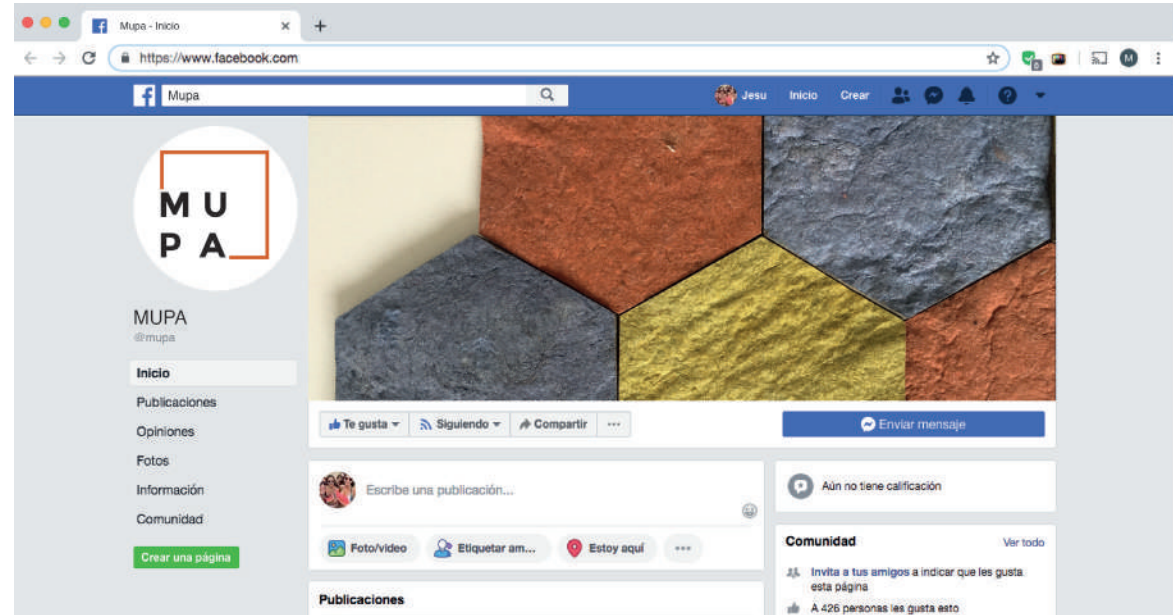 Mupa - Inicio
https://www.facebook.com
M
Mupa
Jesu Inicio Crear
M U
P A
MUPA
@mupa
Inicio
Publicaciones
Opiniones
Fotos
Información
Comunidad
Crear una página
Te gusta Siguiendo Compartir
Enviar mensaje
Escribe una publicación...
Foto/video Etiquetar am... Estoy aquí
Publicaciones
Aún no tiene calificación
Comunidad Ver todo
Invita a tus amigos a indicar que les gusta
esta página
A 426 personas les gusta esto